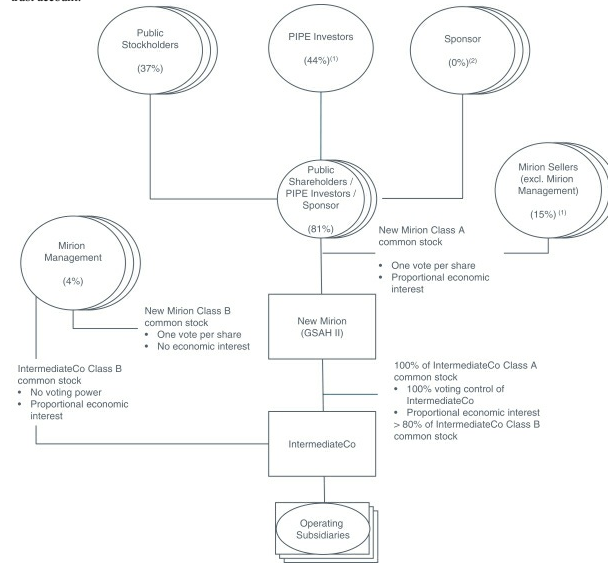 trust account.
Public
Stockholders
(37%)
PIPE Investors
(44%)(1)
Sponsor
(0%)(2)
Public
Shareholders /
PIPE Investors /
Sponsor
(81%)
Mirion Sellers
(excl. Mirion
Management)
(15%) (1)
New Mirion Class A
common stock
• One vote per share
• Proportional economic
interest
Mirion
Management
(4%)
New Mirion Class B
common stock
• One vote per share
• No economic interest
New Mirion
(GSAH II)
IntermediateCo Class B
common stock
• No voting power
• Proportional economic
interest
100% of IntermediateCo Class A
common stock
• 100% voting control of
IntermediateCo
• Proportional economic interest
> 80% of IntermediateCo Class B
common stock
IntermediateCo
Operating
Subsidiaries